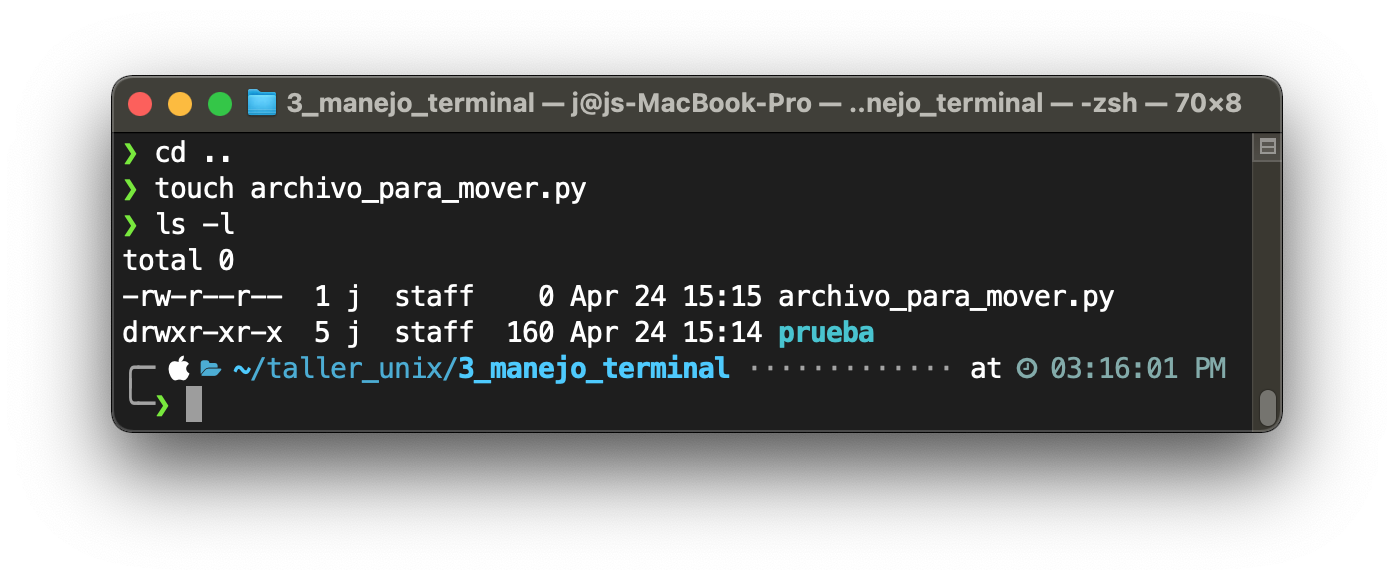 3_manejo_terminal — j@js-MacBook-Pro — ..nejo_terminal — -zsh — 70×8
❯ cd ..
❯ touch archivo_para_mover.py
❯ ls -l
total 0
-rw-r--r--  1 j  staff    0 Apr 24 15:15 archivo_para_mover.py
drwxr-xr-x  5 j  staff  160 Apr 24 15:14 prueba
~/taller_unix/3_manejo_terminal ············· at 03:16:01 PM
❯